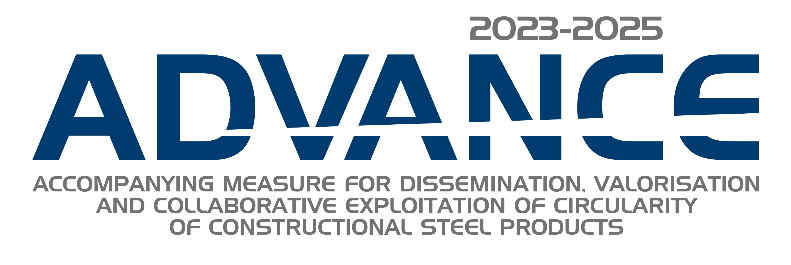 2023-2025
ADVANCE
ACCOMPANYING MEASURE FOR DISSEMINATION, VALORISATION
AND COLLABORATIVE EXPLOITATION OF CIRCULARITY
OF CONSTRUCTIONAL STEEL PRODUCTS